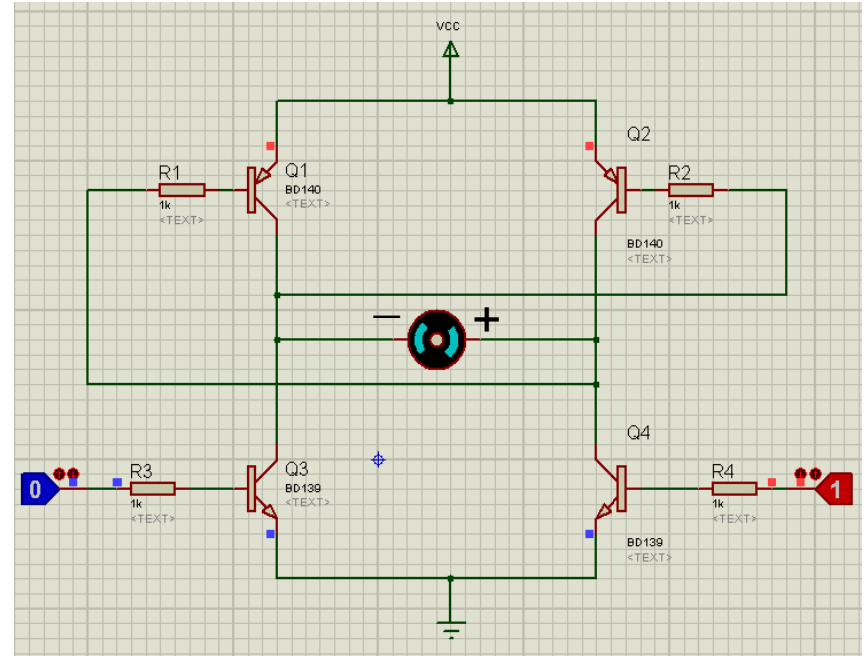 vcc
Q2
R1
Q1
R2
BD140
1k
<TEXT>
<TEXT>
1k
<TEXT>
BD140
<TEXT>
−
+
Q4
R3
Q3
R4
0
1
BD139
1k
<TEXT>
<TEXT>
1k
<TEXT>
BD139
<TEXT>